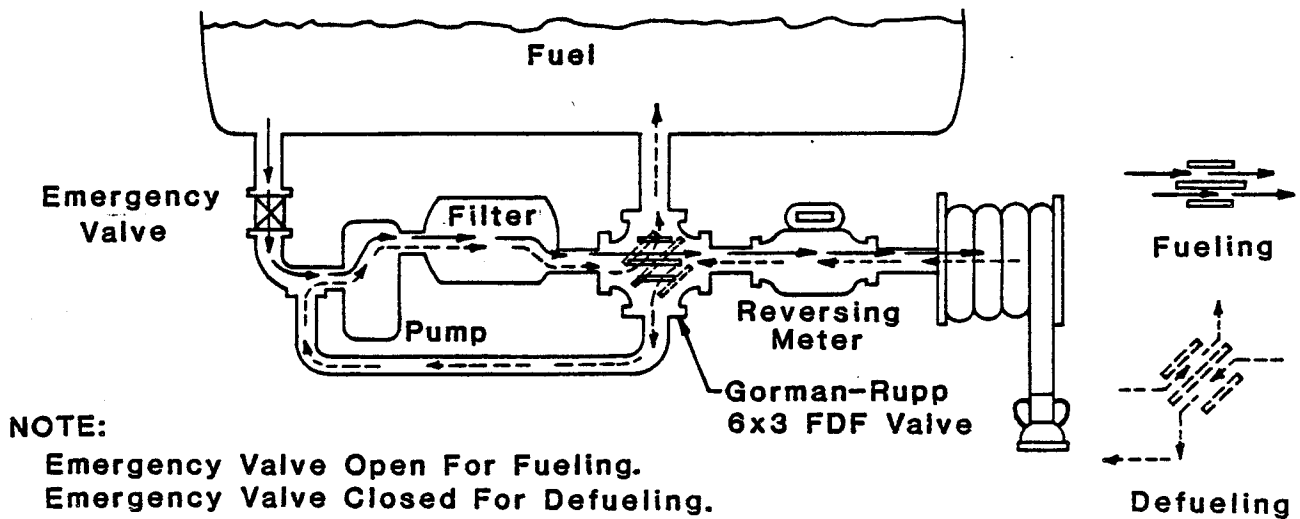 Fuel
Emergency
Valve
Filter
Pump
Reversing
Meter
Gorman-Rupp
6x3 FDF Valve
Fueling
Defueling
NOTE:
Emergency Valve Open For Fueling.
Emergency Valve Closed For Defueling.